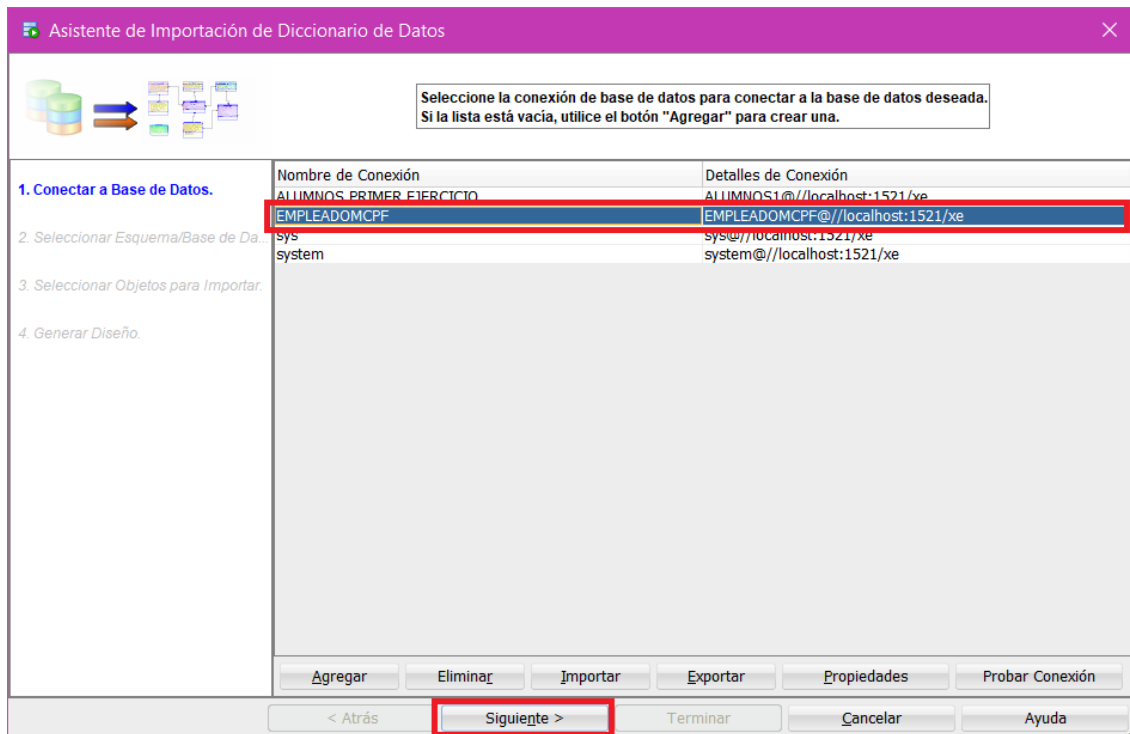 Asistente de Importación de Diccionario de Datos
Seleccione la conexión de base de datos para conectar a la base de datos deseada.
Si la lista está vacía, utilice el botón "Agregar" para crear una.
1. Conectar a Base de Datos.
2. Seleccionar Esquema/Base de Da...
3. Seleccionar Objetos para Importar.
4. Generar Diseño.
Nombre de Conexión Detalles de Conexión
ALUMNOS PRIMER EJERCICIO ALUMNOS1@//localhost:1521/xe
EMPLEADOMCPF EMPLEADOMCPF@//localhost:1521/xe
sys sys@//localhost:1521/xe
system system@//localhost:1521/xe
Agregar Eliminar Importar Exportar Propiedades Probar Conexión
< Atrás Siguiente > Terminar Cancelar Ayuda